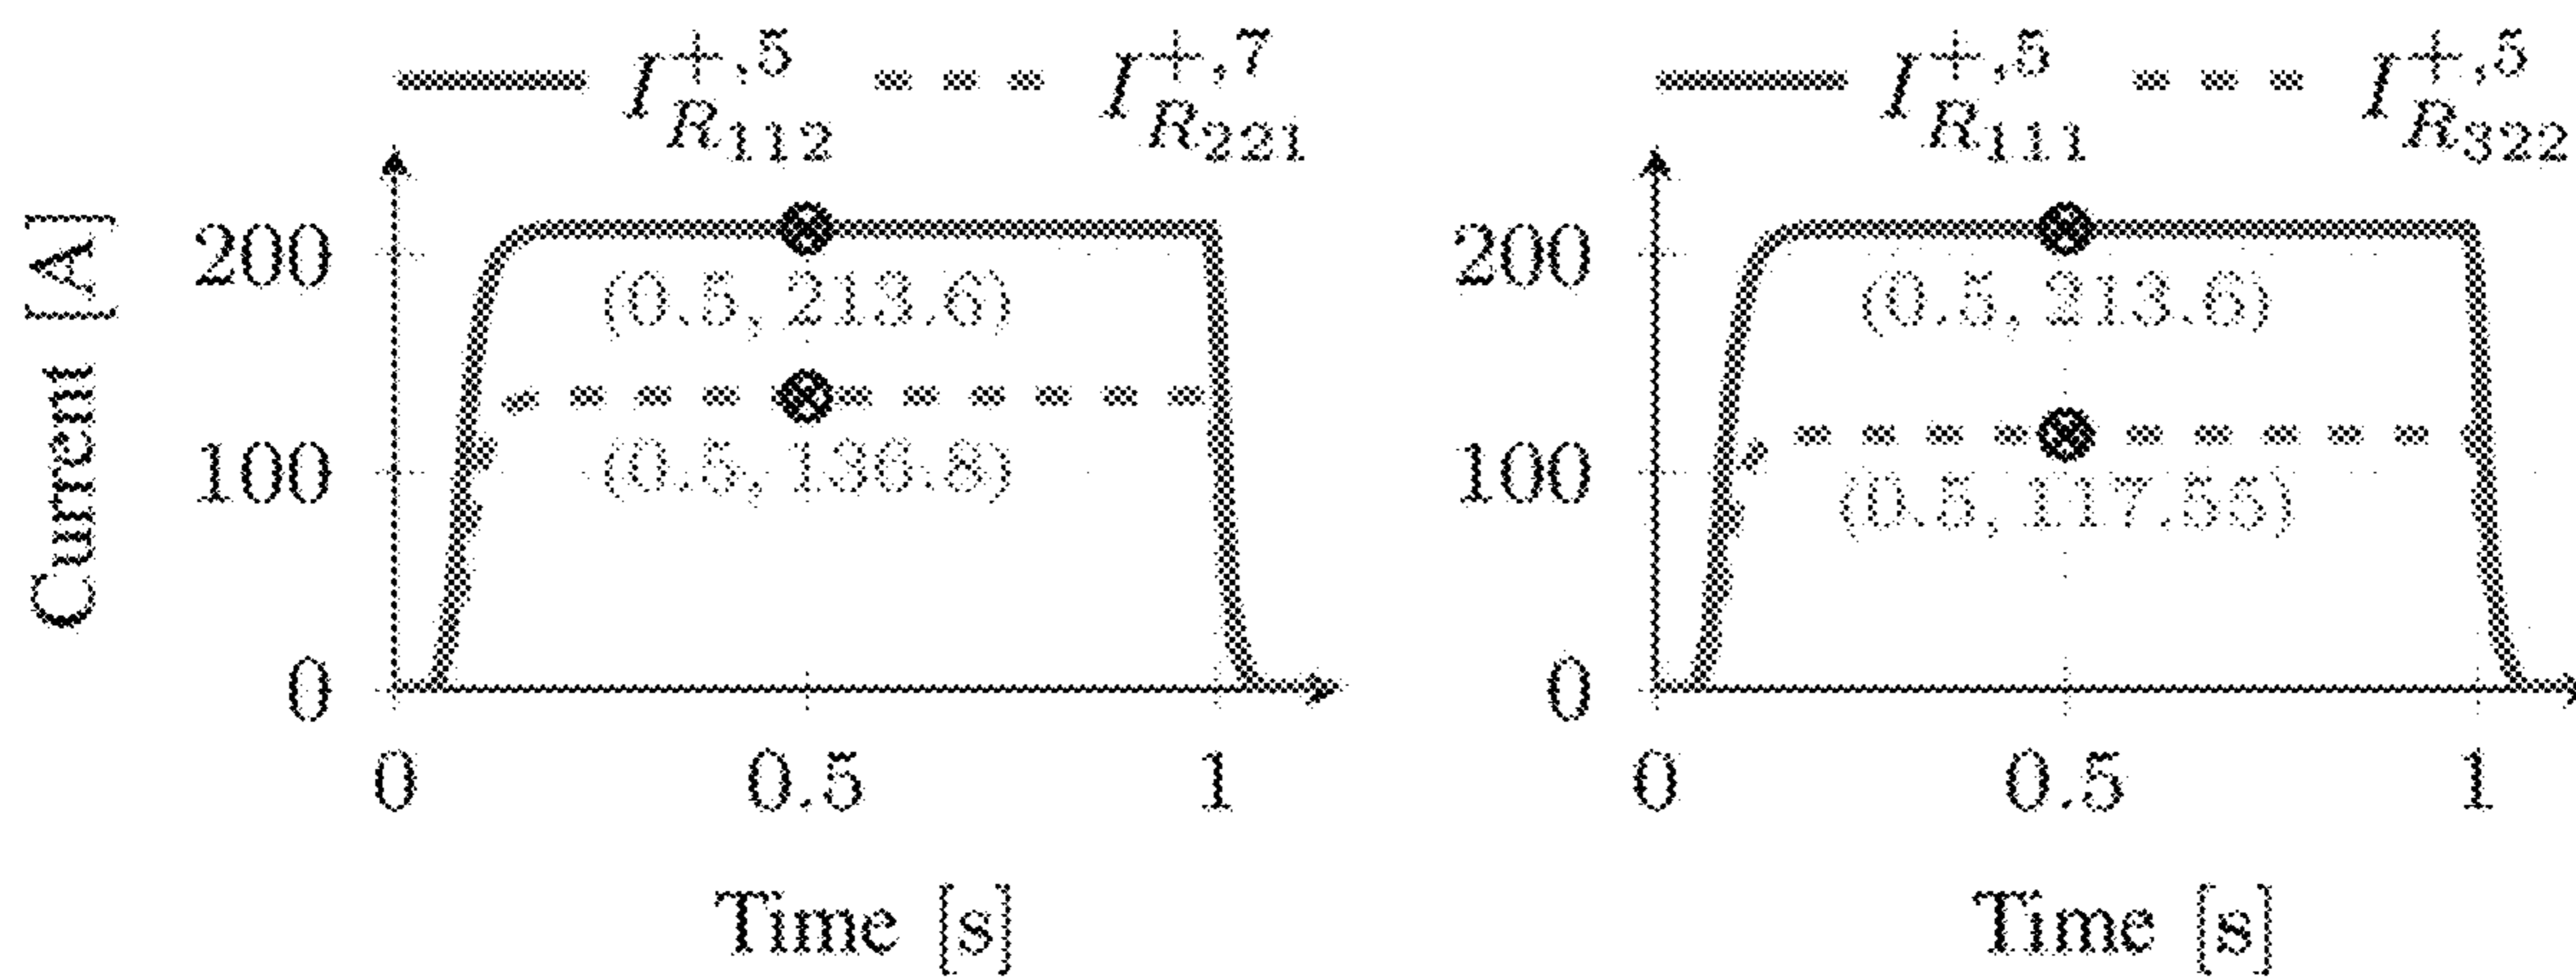 I^{+,5}_{R_{112}} I^{+,7}_{R_{221}}
Current [A]
200
100
0
(0.5, 213.6)
(0.5, 136.8)
0 0.5 1
Time [s]
I^{+,5}_{R_{111}} I^{+,5}_{R_{322}}
200
100
0
(0.5, 213.6)
(0.5, 117.55)
0 0.5 1
Time [s]